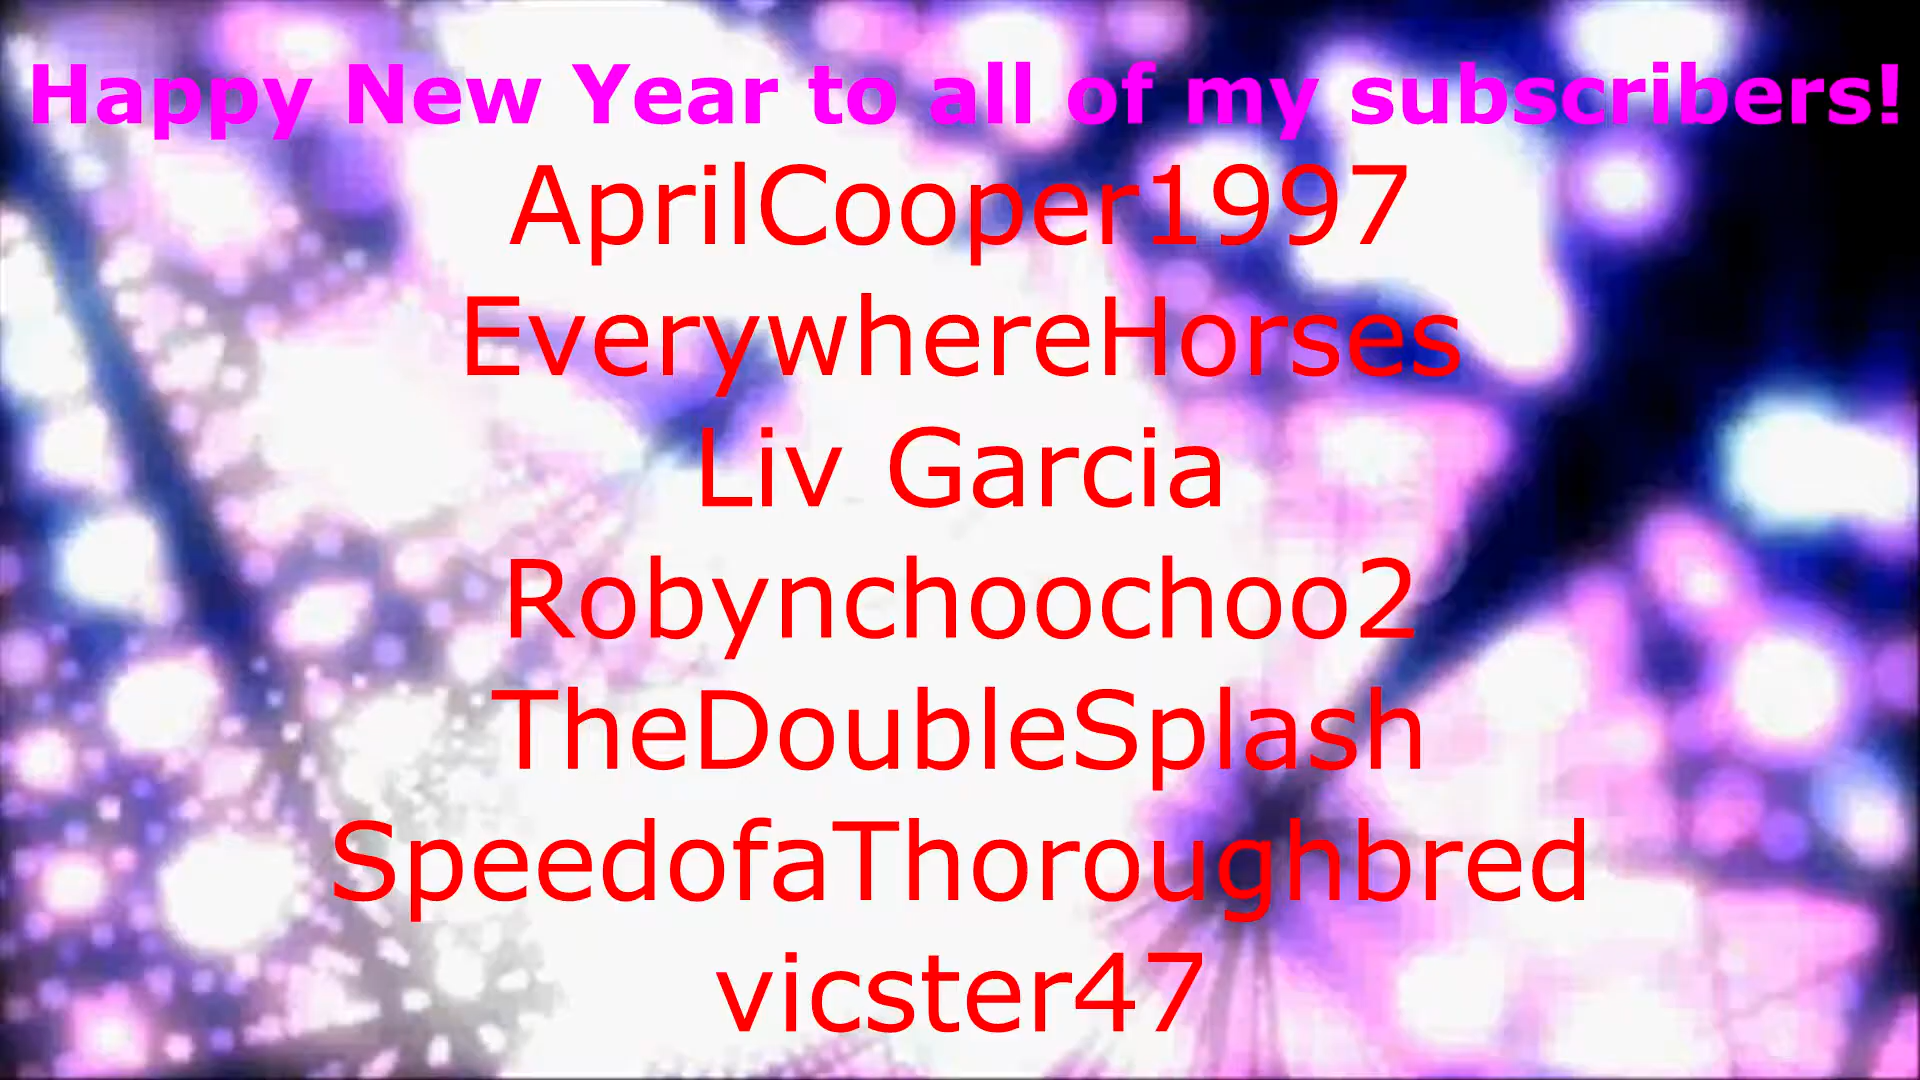 Happy New Year to all of my subscribers!
AprilCooper1997
EverywhereHorses
Liv Garcia
Robynchoochoo2
TheDoubleSplash
SpeedofaThoroughbred
vicster47